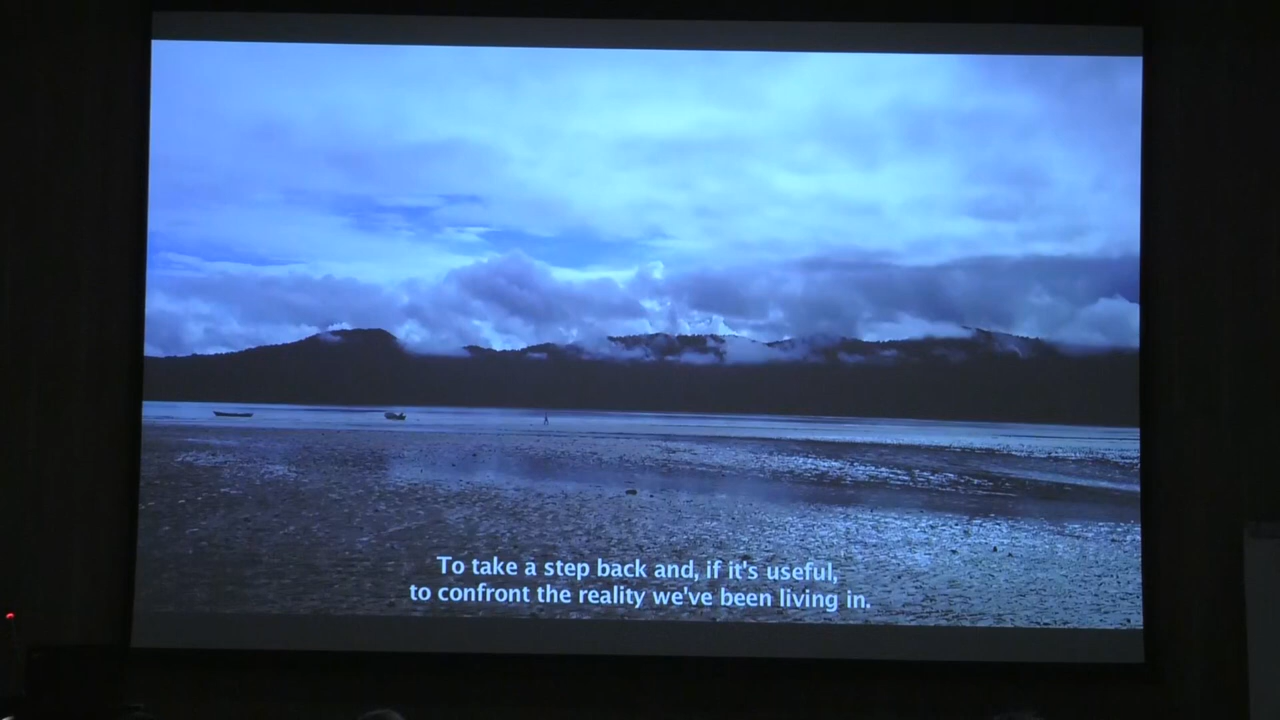 To take a step back and, if it's useful,
to confront the reality we've been living in.